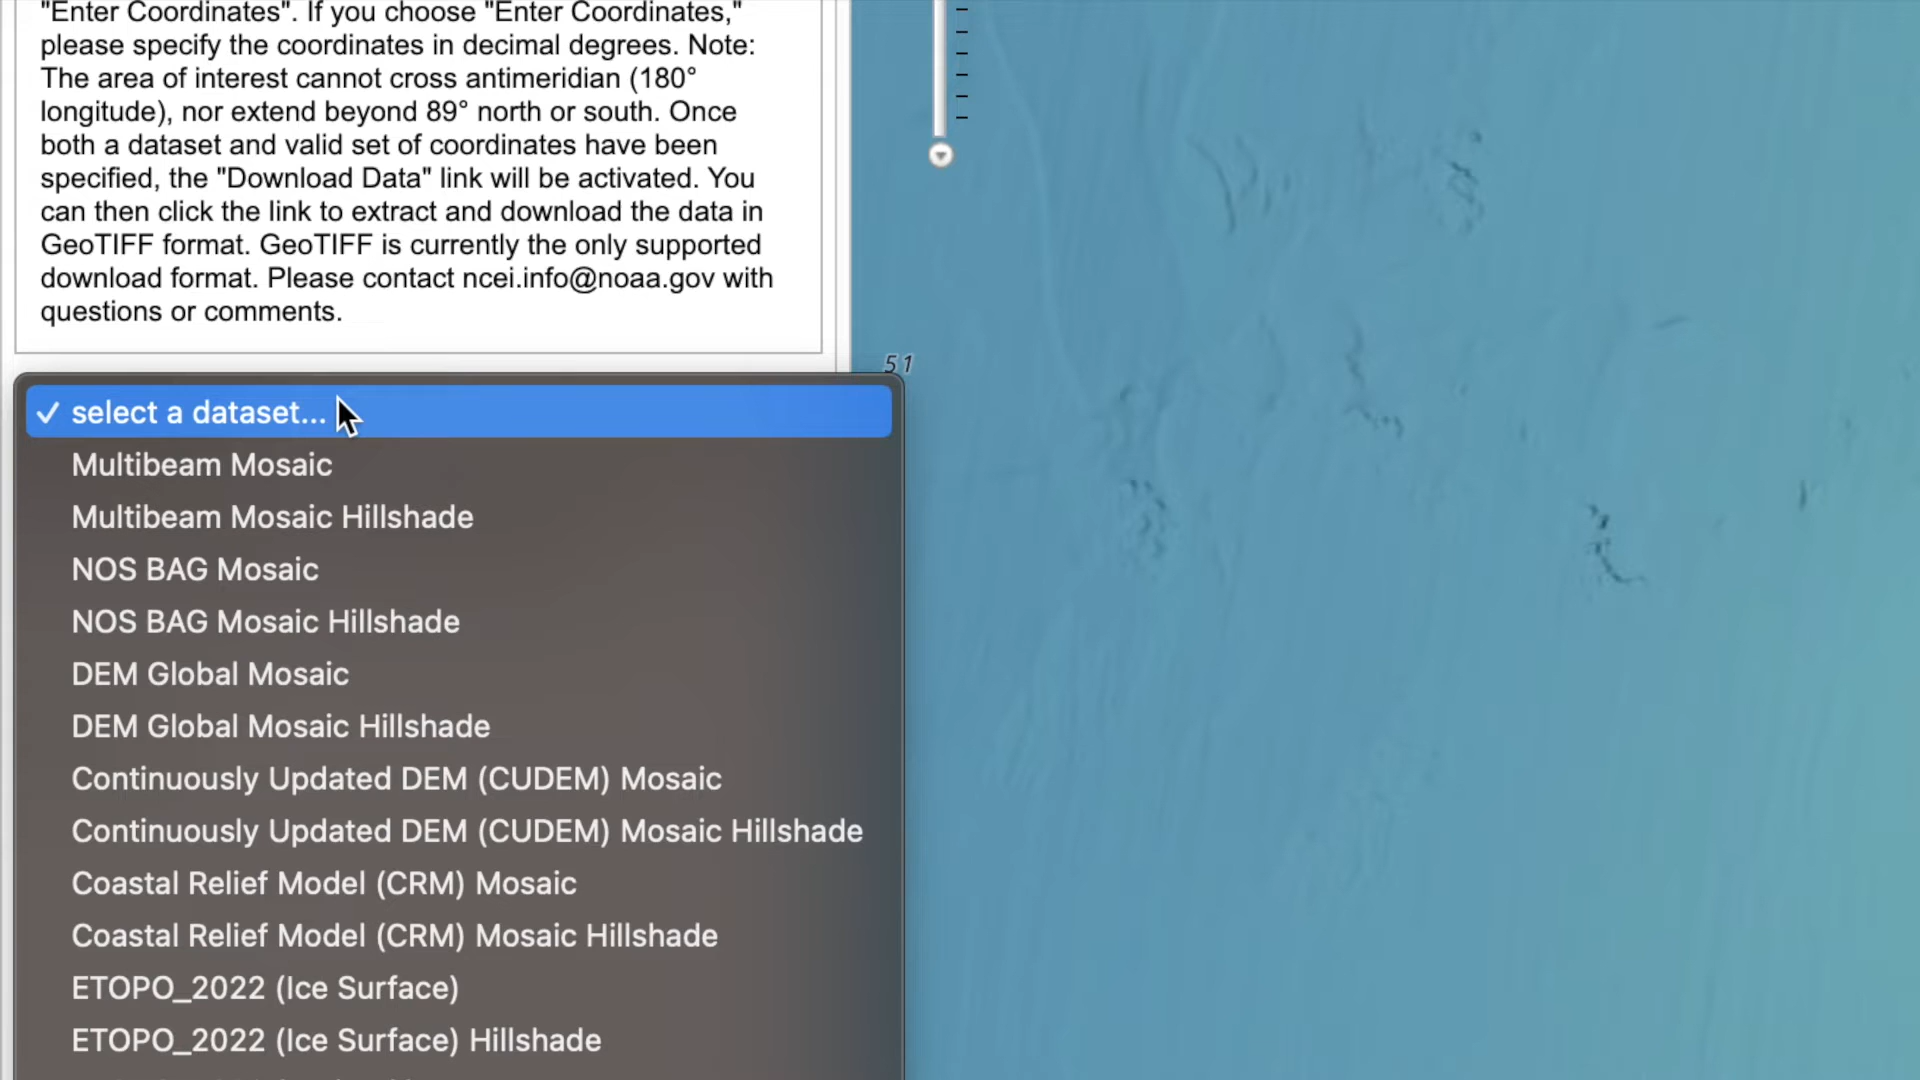 "Enter Coordinates". If you choose "Enter Coordinates,"
please specify the coordinates in decimal degrees. Note:
The area of interest cannot cross antimeridian (180°
longitude), nor extend beyond 89° north or south. Once
both a dataset and valid set of coordinates have been
specified, the "Download Data" link will be activated. You
can then click the link to extract and download the data in
GeoTIFF format. GeoTIFF is currently the only supported
download format. Please contact ncei.info@noaa.gov with
questions or comments.
51
✓ select a dataset...
Multibeam Mosaic
Multibeam Mosaic Hillshade
NOS BAG Mosaic
NOS BAG Mosaic Hillshade
DEM Global Mosaic
DEM Global Mosaic Hillshade
Continuously Updated DEM (CUDEM) Mosaic
Continuously Updated DEM (CUDEM) Mosaic Hillshade
Coastal Relief Model (CRM) Mosaic
Coastal Relief Model (CRM) Mosaic Hillshade
ETOPO_2022 (Ice Surface)
ETOPO_2022 (Ice Surface) Hillshade